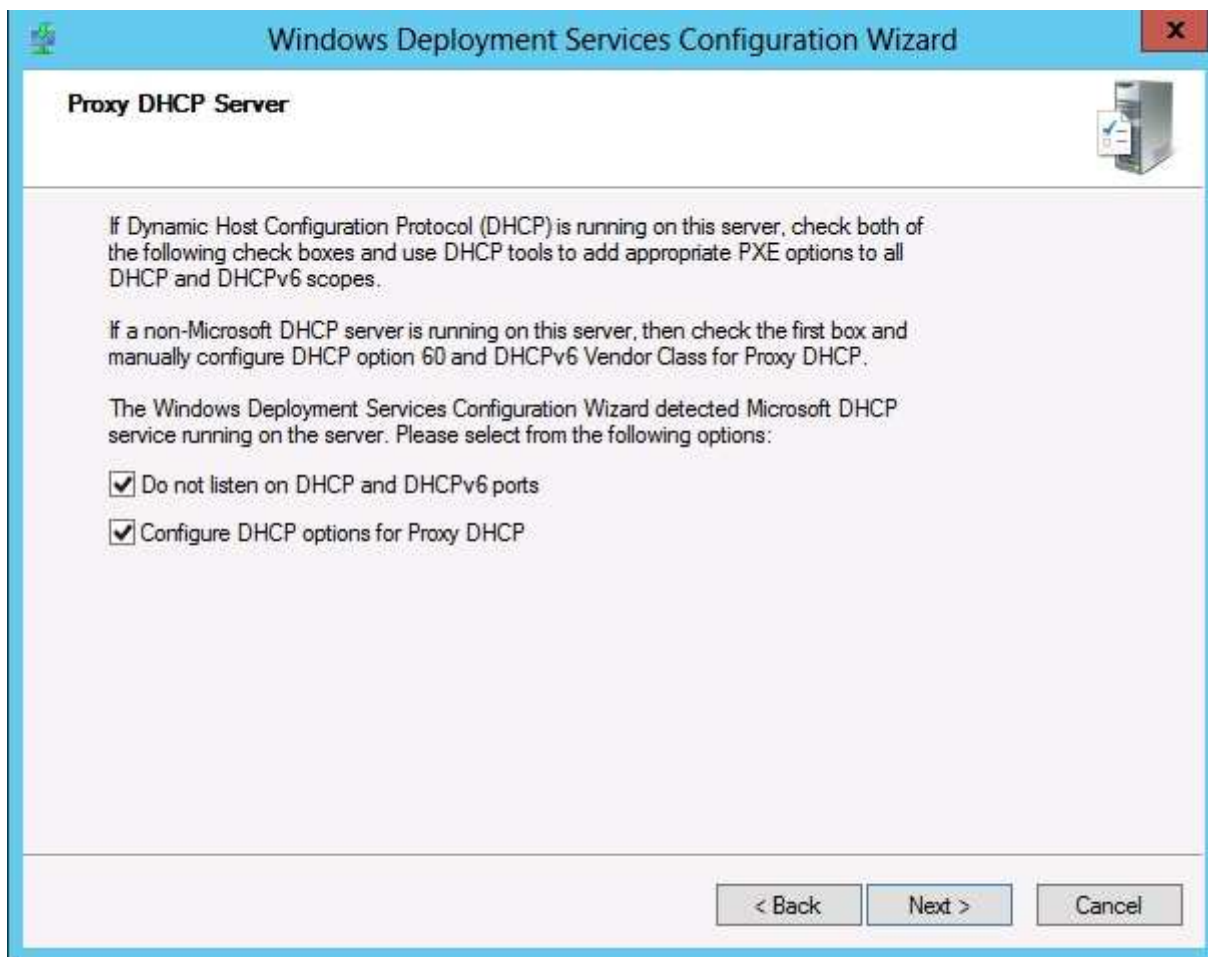 Windows Deployment Services Configuration Wizard
x
Proxy DHCP Server
If Dynamic Host Configuration Protocol (DHCP) is running on this server, check both of
the following check boxes and use DHCP tools to add appropriate PXE options to all
DHCP and DHCPv6 scopes.
If a non-Microsoft DHCP server is running on this server, then check the first box and
manually configure DHCP option 60 and DHCPv6 Vendor Class for Proxy DHCP.
The Windows Deployment Services Configuration Wizard detected Microsoft DHCP
service running on the server. Please select from the following options:
Do not listen on DHCP and DHCPv6 ports
Configure DHCP options for Proxy DHCP
< Back Next > Cancel